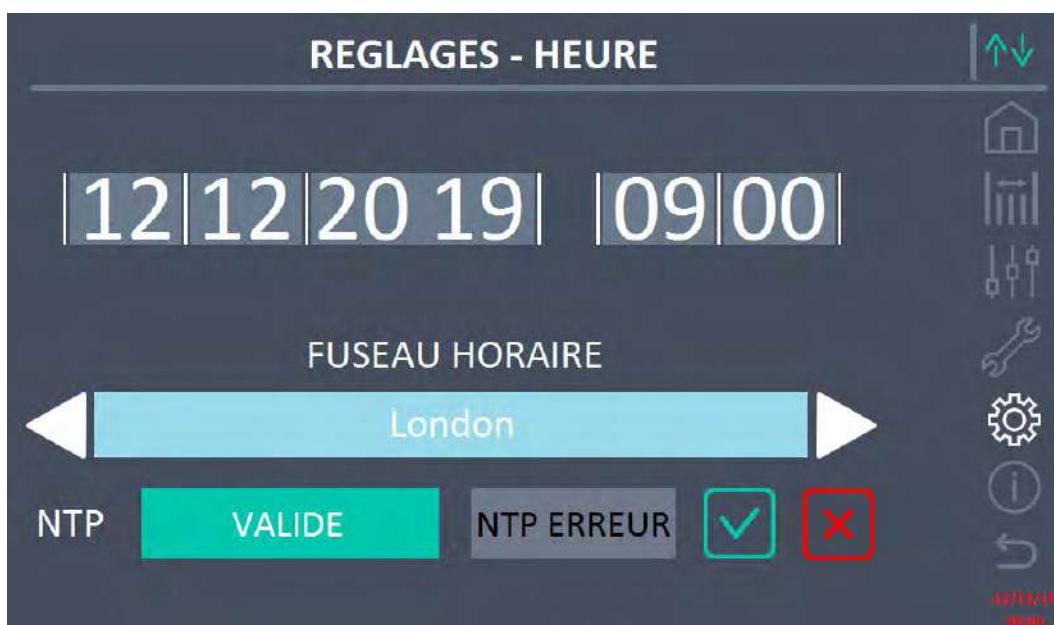 REGLAGES - HEURE
12 12 20 19 09 00
FUSEAU HORAIRE
London
NTP VALIDE NTP ERREUR